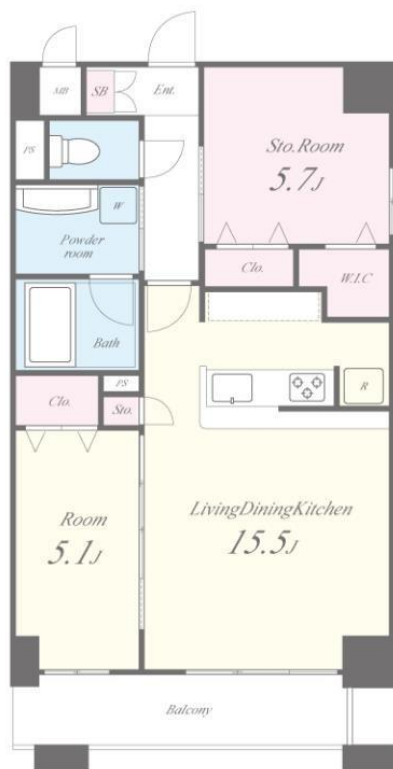 MB
SB
Ent.
PS
Sto.Room
5.7J
W
Powder
room
Clo.
W.I.C
Bath
PS
R
Clo.
Sto.
LivingDiningKitchen
15.5J
Room
5.1J
Balcony